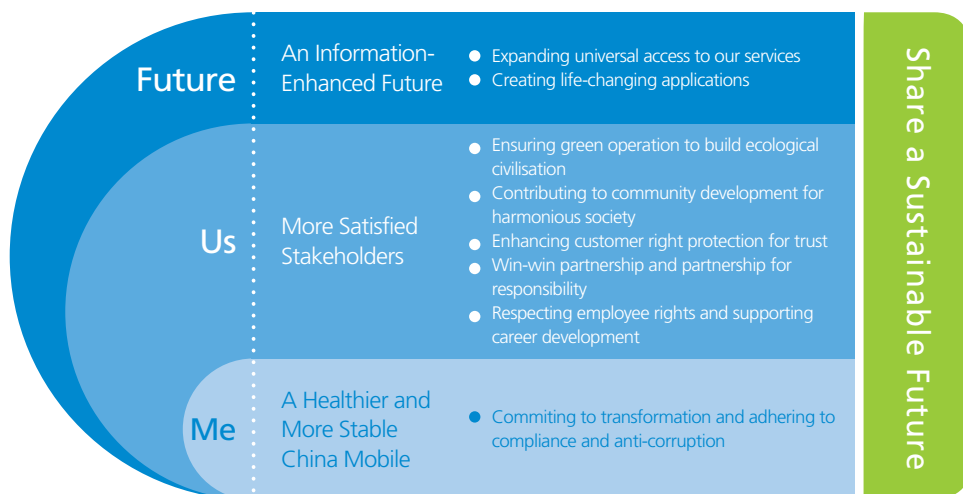 Future
An Information-
Enhanced Future
Expanding universal access to our services
Creating life-changing applications
Us
More Satisfied
Stakeholders
Ensuring green operation to build ecological
civilisation
Contributing to community development for
harmonious society
Enhancing customer right protection for trust
Win-win partnership and partnership for
responsibility
Respecting employee rights and supporting
career development
Me
A Healthier and
More Stable
China Mobile
Commiting to transformation and adhering to
compliance and anti-corruption
Share a Sustainable Future